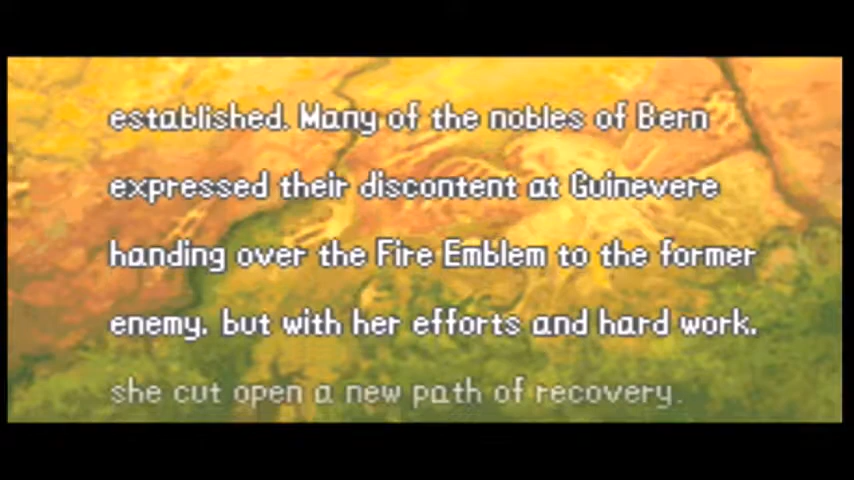 established. Many of the nobles of Bern
expressed their discontent at Guinevere
handing over the Fire Emblem to the former
enemy, but with her efforts and hard work,
she cut open a new path of recovery.